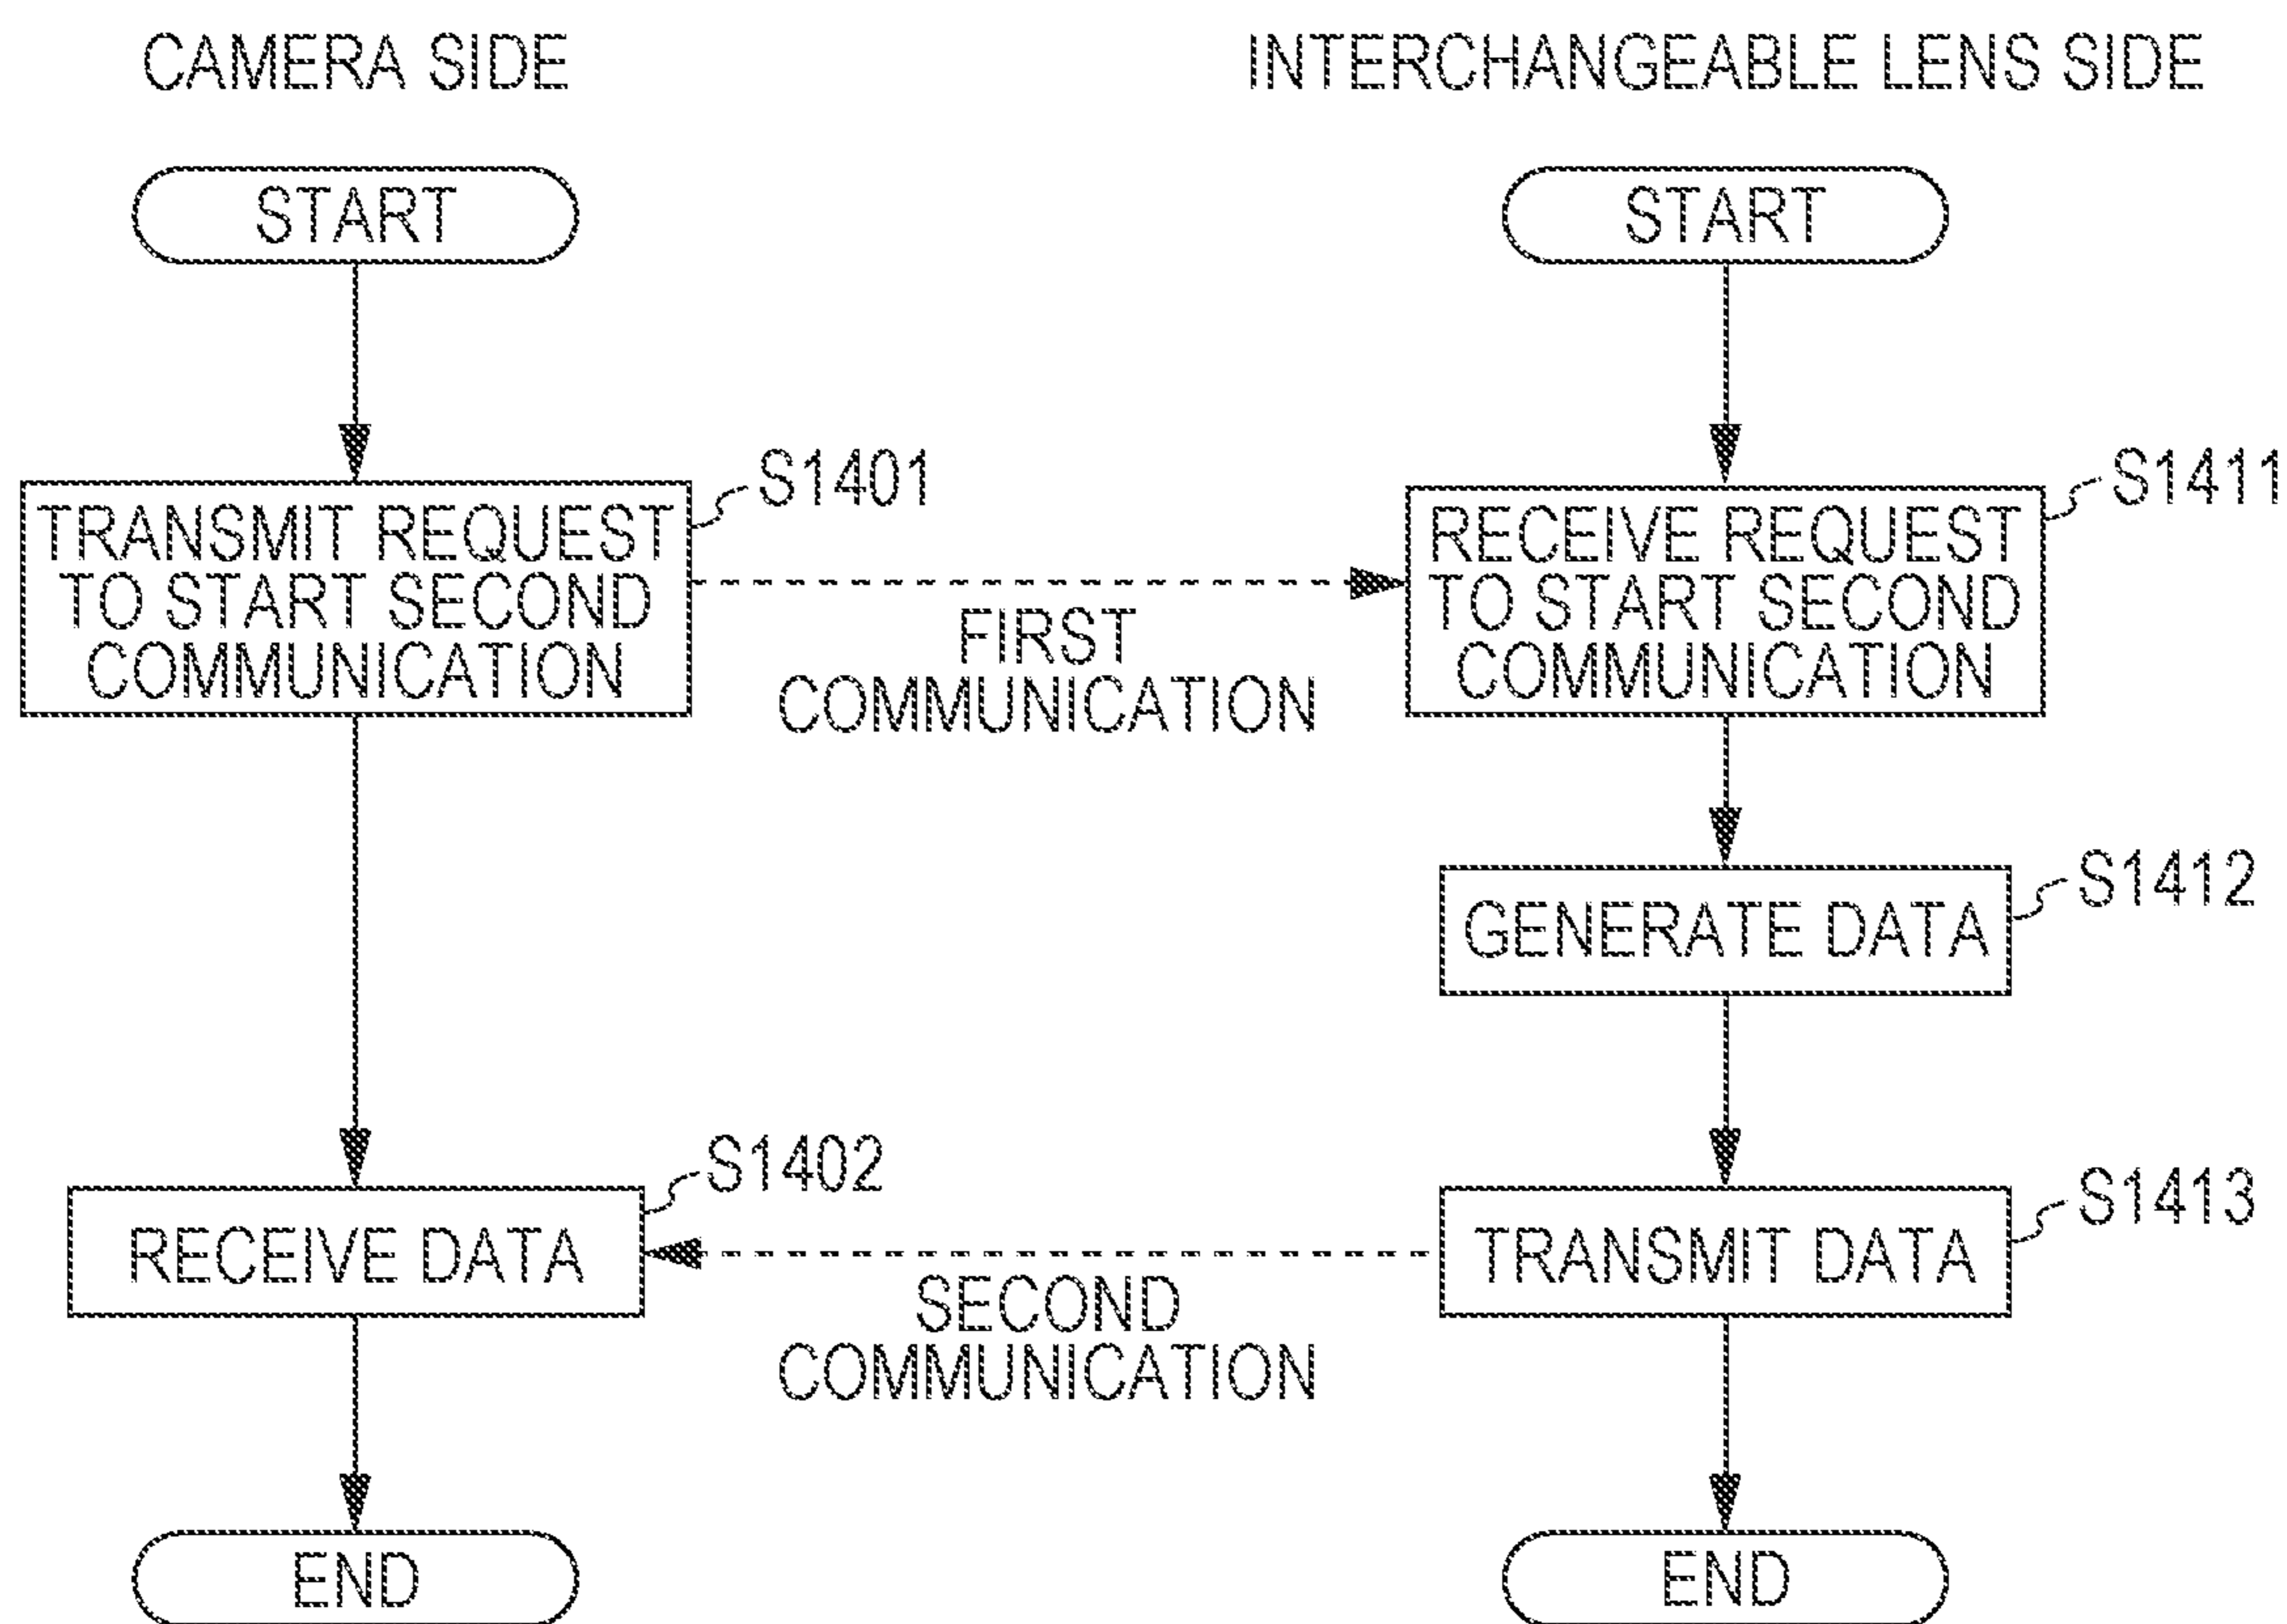 CAMERA SIDE
INTERCHANGEABLE LENS SIDE
START
START
S1401
S1411
TRANSMIT REQUEST
TO START SECOND
COMMUNICATION
RECEIVE REQUEST
TO START SECOND
COMMUNICATION
FIRST
COMMUNICATION
S1412
GENERATE DATA
S1402
S1413
RECEIVE DATA
TRANSMIT DATA
SECOND
COMMUNICATION
END
END